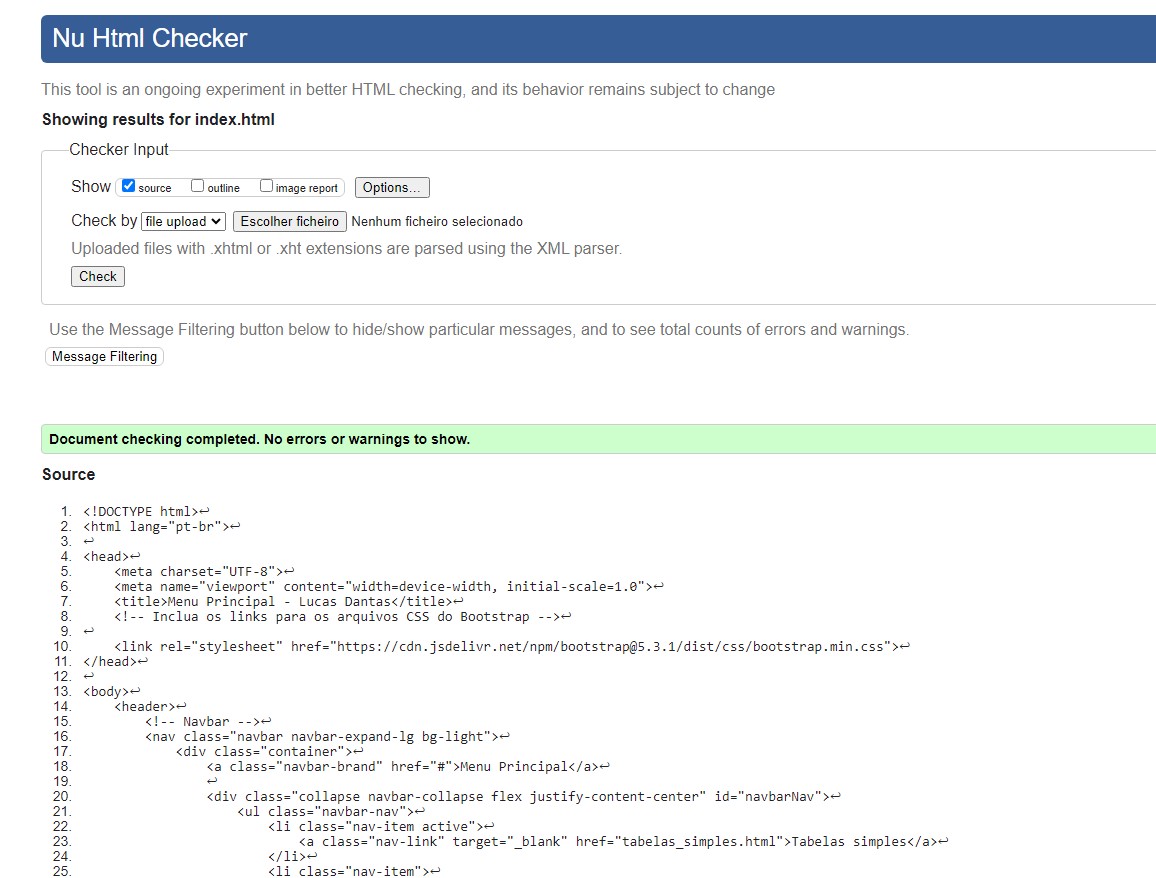 Nu Html Checker
This tool is an ongoing experiment in better HTML checking, and its behavior remains subject to change
Showing results for index.html
Checker Input
Show source outline image report Options...
Check by file upload Escolher ficheiro Nenhum ficheiro selecionado
Uploaded files with .xhtml or .xht extensions are parsed using the XML parser.
Check
Use the Message Filtering button below to hide/show particular messages, and to see total counts of errors and warnings.
Message Filtering
Document checking completed. No errors or warnings to show.
Source
1. <!DOCTYPE html>↩
2. <html lang="pt-br">↩
3. ↩
4. <head>↩
5. <meta charset="UTF-8">↩
6. <meta name="viewport" content="width=device-width, initial-scale=1.0">↩
7. <title>Menu Principal - Lucas Dantas</title>↩
8. <!-- Inclua os links para os arquivos CSS do Bootstrap -->↩
9. ↩
10. <link rel="stylesheet" href="https://cdn.jsdelivr.net/npm/bootstrap@5.3.1/dist/css/bootstrap.min.css">↩
11. </head>↩
12. ↩
13. <body>↩
14. <header>↩
15. <!-- Navbar -->↩
16. <nav class="navbar navbar-expand-lg bg-light">↩
17. <div class="container">↩
18. <a class="navbar-brand" href="#">Menu Principal</a>↩
19. ↩
20. <div class="collapse navbar-collapse flex justify-content-center" id="navbarNav">↩
21. <ul class="navbar-nav">↩
22. <li class="nav-item active">↩
23. <a class="nav-link" target="_blank" href="tabelas_simples.html">Tabelas simples</a>↩
24. </li>↩
25. <li class="nav-item">↩